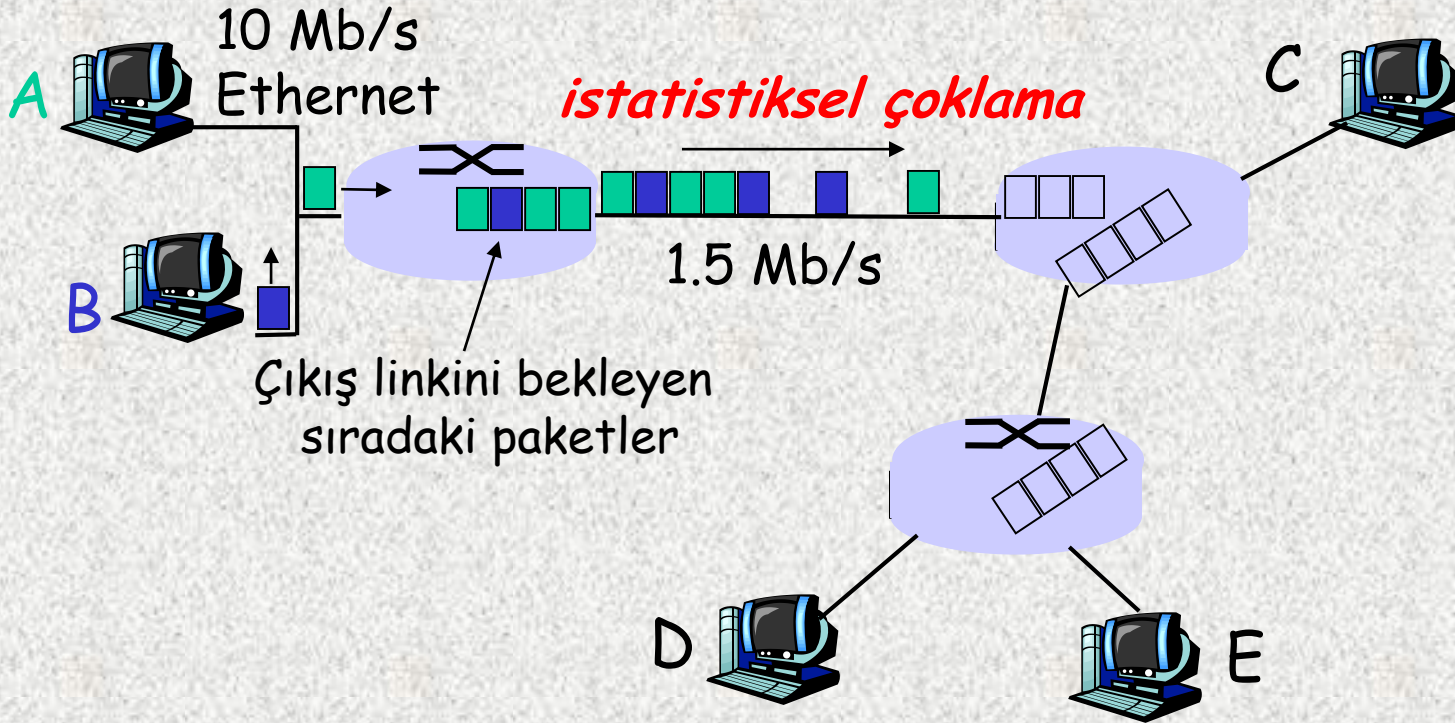 10 Mb/s
Ethernet
A
istatistiksel çoklama
C
1.5 Mb/s
B
Çıkış linkini bekleyen
sıradaki paketler
D
E